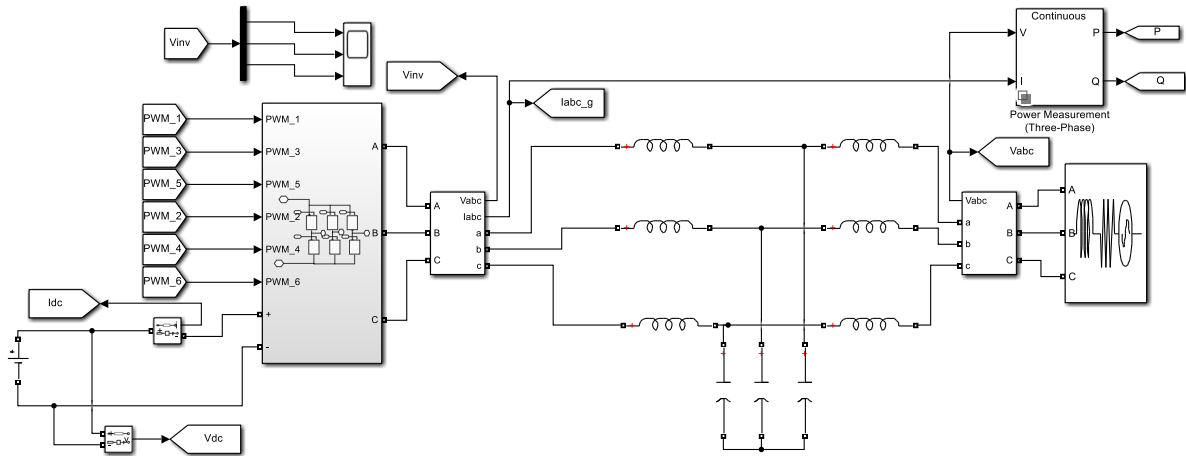 Vinv
Vinv
Iabc_g
Continuous
V
I
P
Q
P
Q
Power Measurement
(Three-Phase)
Vabc
PWM_1
PWM_3
PWM_5
PWM_2
PWM_4
PWM_6
PWM_1
PWM_3
PWM_5
PWM_2
PWM_4
PWM_6
+
-
A
B
C
A
B
C
Vabc
Iabc
a
b
c
+
+
+
+
+
+
Vabc
a
b
c
A
B
C
A
B
C
Idc
+
+
-
+
-
V
Vdc
+
+
+